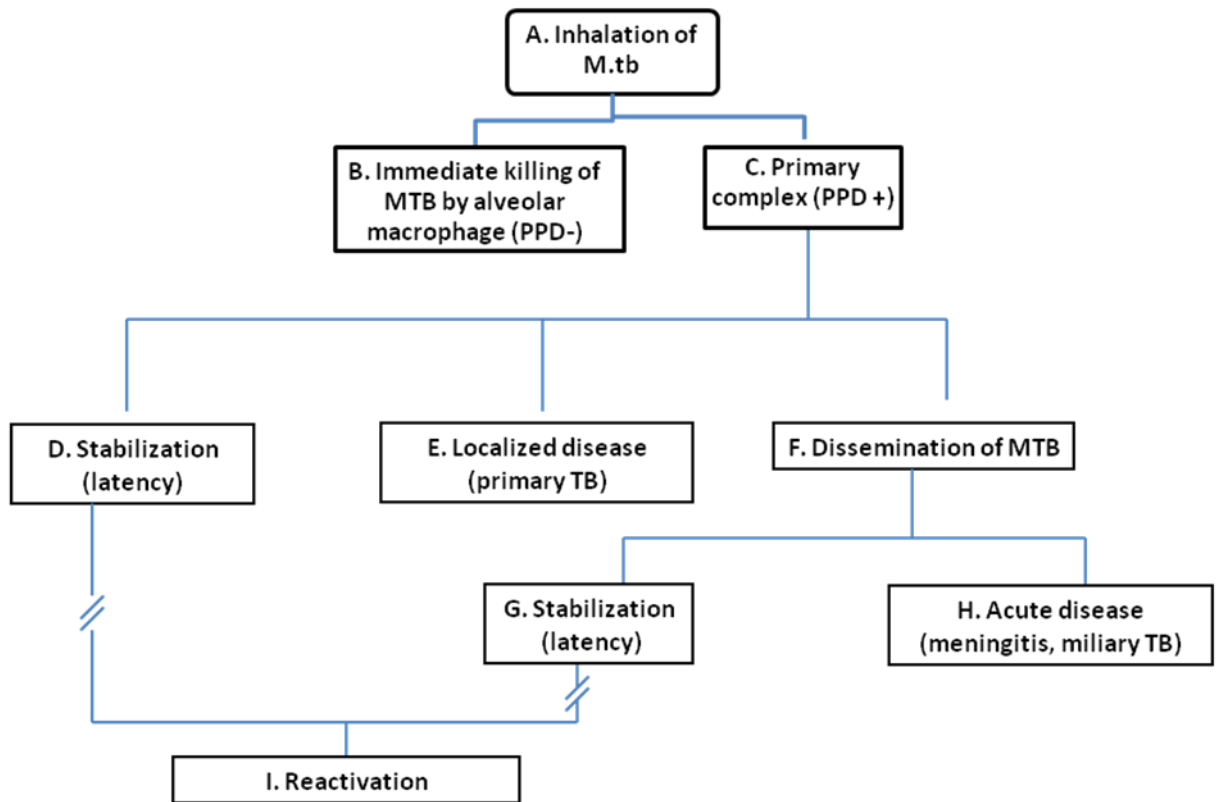 A. Inhalation of
M.tb
B. Immediate killing of
MTB by alveolar
macrophage (PPD-)
C. Primary
complex (PPD +)
D. Stabilization
(latency)
E. Localized disease
(primary TB)
F. Dissemination of MTB
G. Stabilization
(latency)
H. Acute disease
(meningitis, miliary TB)
I. Reactivation